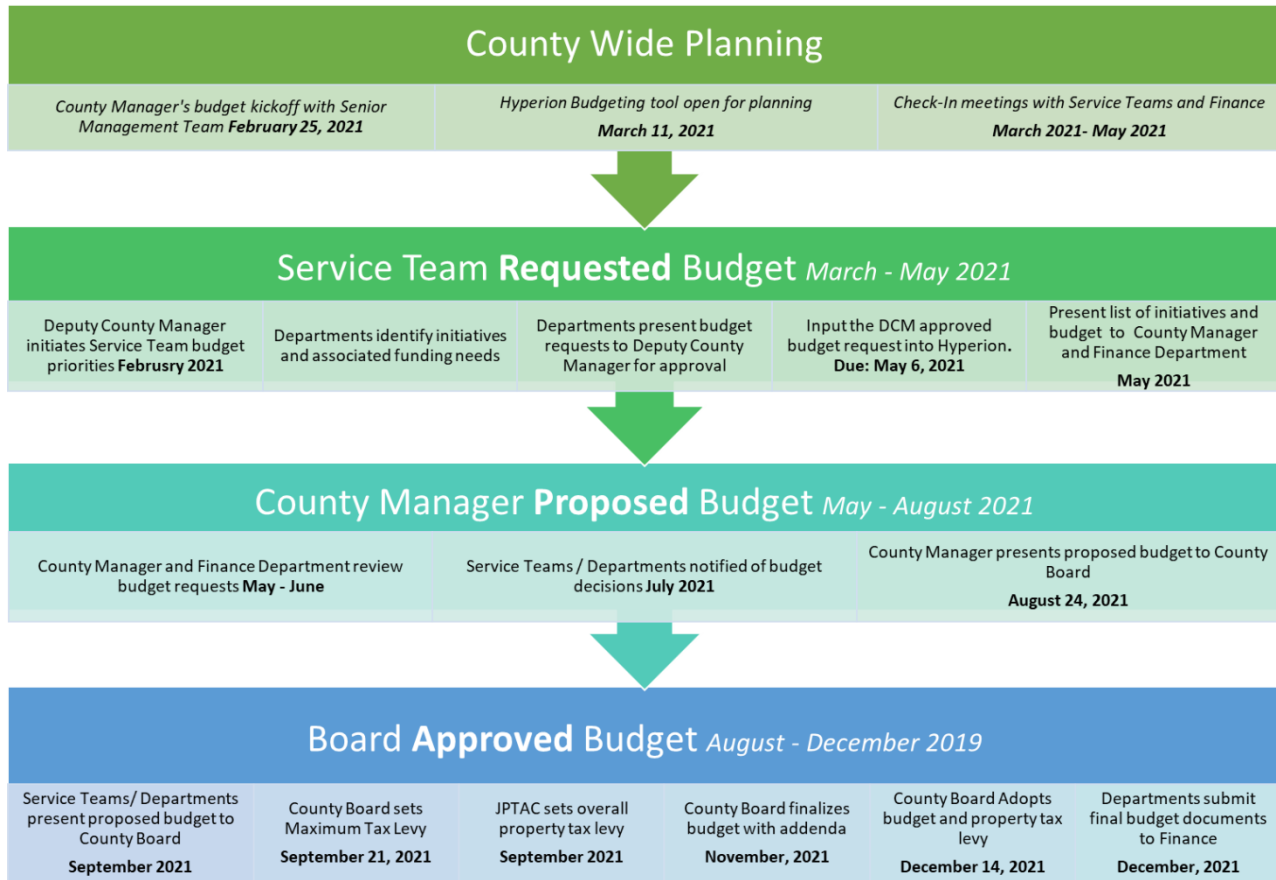 County Wide Planning
County Manager's budget kickoff with Senior
Management Team February 25, 2021
Hyperion Budgeting tool open for planning
March 11, 2021
Check-In meetings with Service Teams and Finance
March 2021- May 2021
Service Team Requested Budget March - May 2021
Deputy County Manager
initiates Service Team budget
priorities Februsry 2021
Departments identify initiatives
and associated funding needs
Departments present budget
requests to Deputy County
Manager for approval
Input the DCM approved
budget request into Hyperion.
Due: May 6, 2021
Present list of initiatives and
budget to County Manager
and Finance Department
May 2021
County Manager Proposed Budget May - August 2021
County Manager and Finance Department review
budget requests May - June
Service Teams / Departments notified of budget
decisions July 2021
County Manager presents proposed budget to County
Board
August 24, 2021
Board Approved Budget August - December 2019
Service Teams/ Departments
present proposed budget to
County Board
September 2021
County Board sets
Maximum Tax Levy
September 21, 2021
JPTAC sets overall
property tax levy
September 2021
County Board finalizes
budget with addenda
November, 2021
County Board Adopts
budget and property tax
levy
December 14, 2021
Departments submit
final budget documents
to Finance
December, 2021